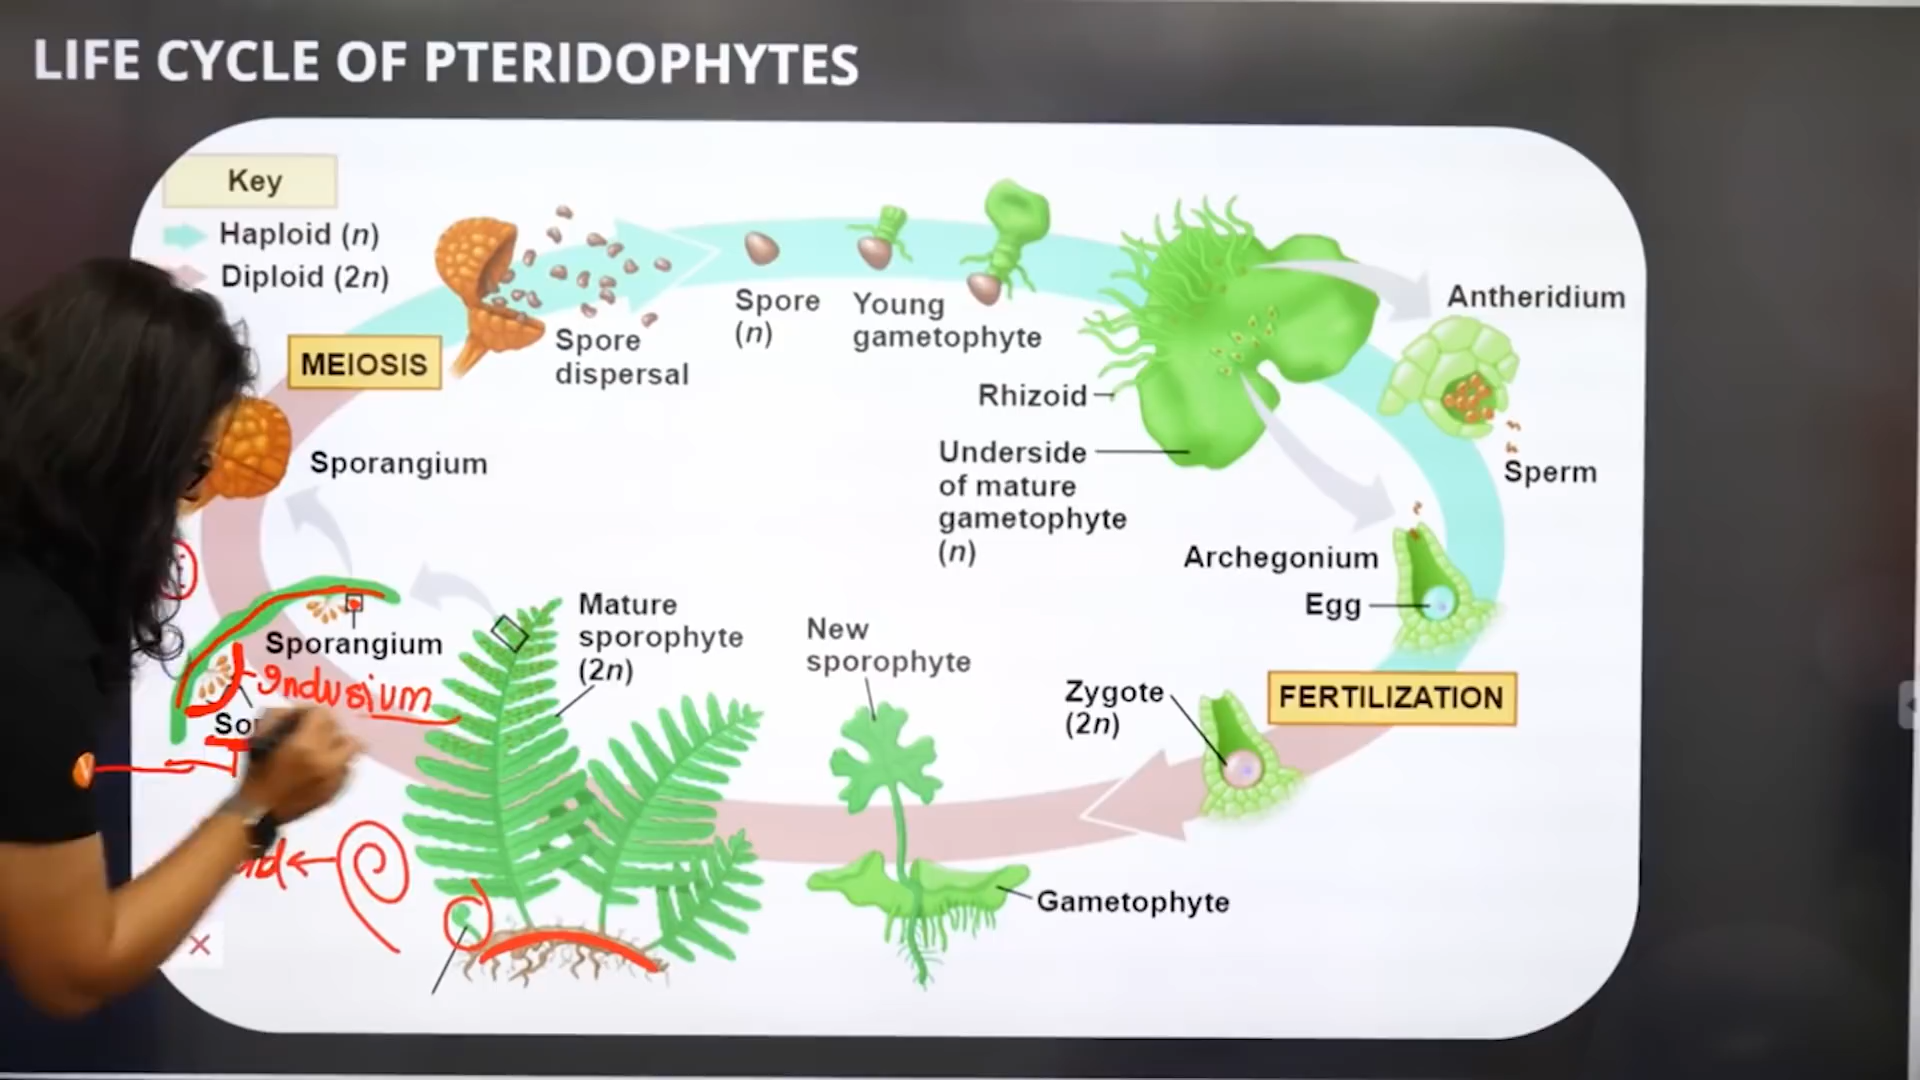 LIFE CYCLE OF PTERIDOPHYTES
Key
Haploid (n)
Diploid (2n)
MEIOSIS
Spore
dispersal
Spore
(n)
Young
gametophyte
Antheridium
Rhizoid
Sporangium
Underside
of mature
gametophyte
(n)
Sperm
Archegonium
Egg
Mature
sporophyte
(2n)
New
sporophyte
Sporangium
Indusium
Zygote
(2n)
FERTILIZATION
Gametophyte